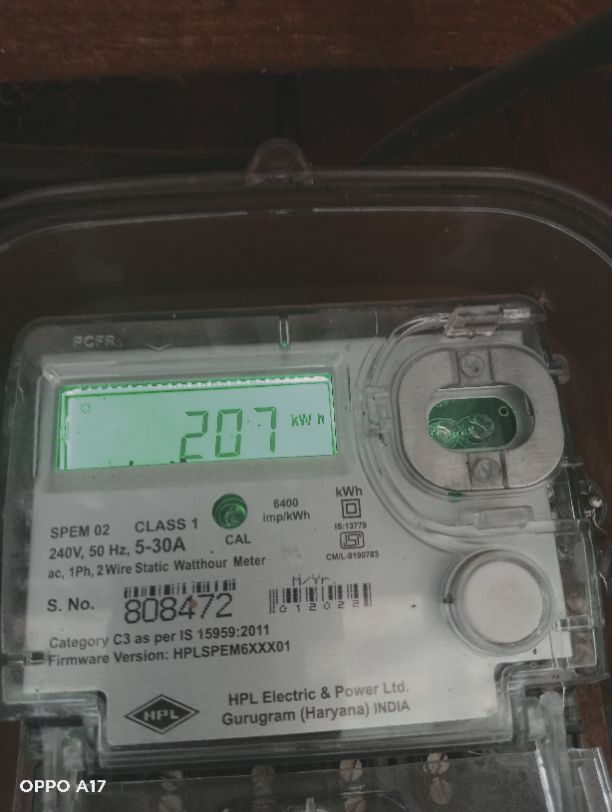 207 kWh
6400
imp/kWh
kWh
IS:13779
ISI
CM/L-0190783
SPEM 02 CLASS 1
CAL
240V, 50 Hz, 5-30A
ac, 1Ph, 2Wire Static Watthour Meter
M/Yr.
S. No. 808472
012022
Category C3 as per IS 15959:2011
Firmware Version: HPLSPEM6XXX01
HPL
HPL Electric & Power Ltd.
Gurugram (Haryana) INDIA
OPPO A17